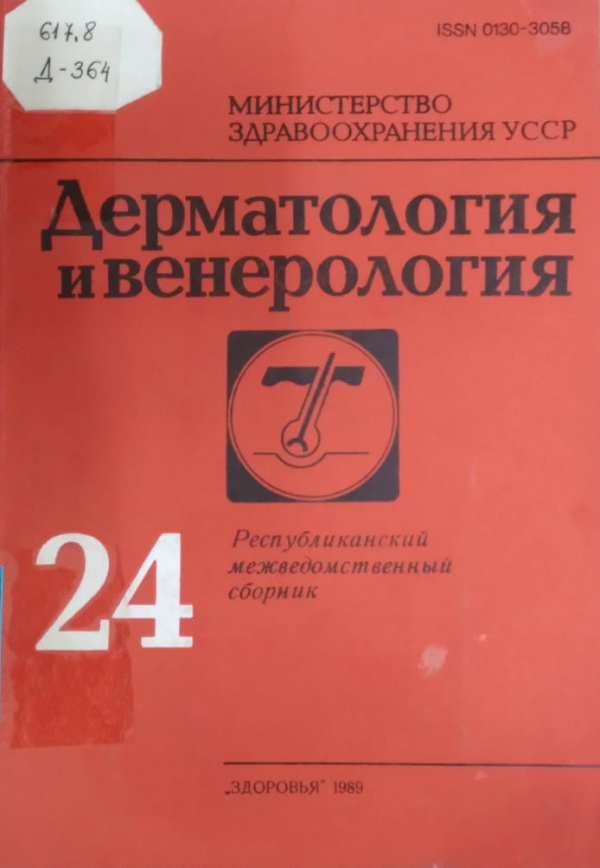 617,8
Д-364
ISSN 0130-3058
МИНИСТЕРСТВО
ЗДРАВООХРАНЕНИЯ УССР
Дерматология
и венерология
24
Республиканский
межведомственный
сборник
„ЗДОРОВЬЯ" 1989